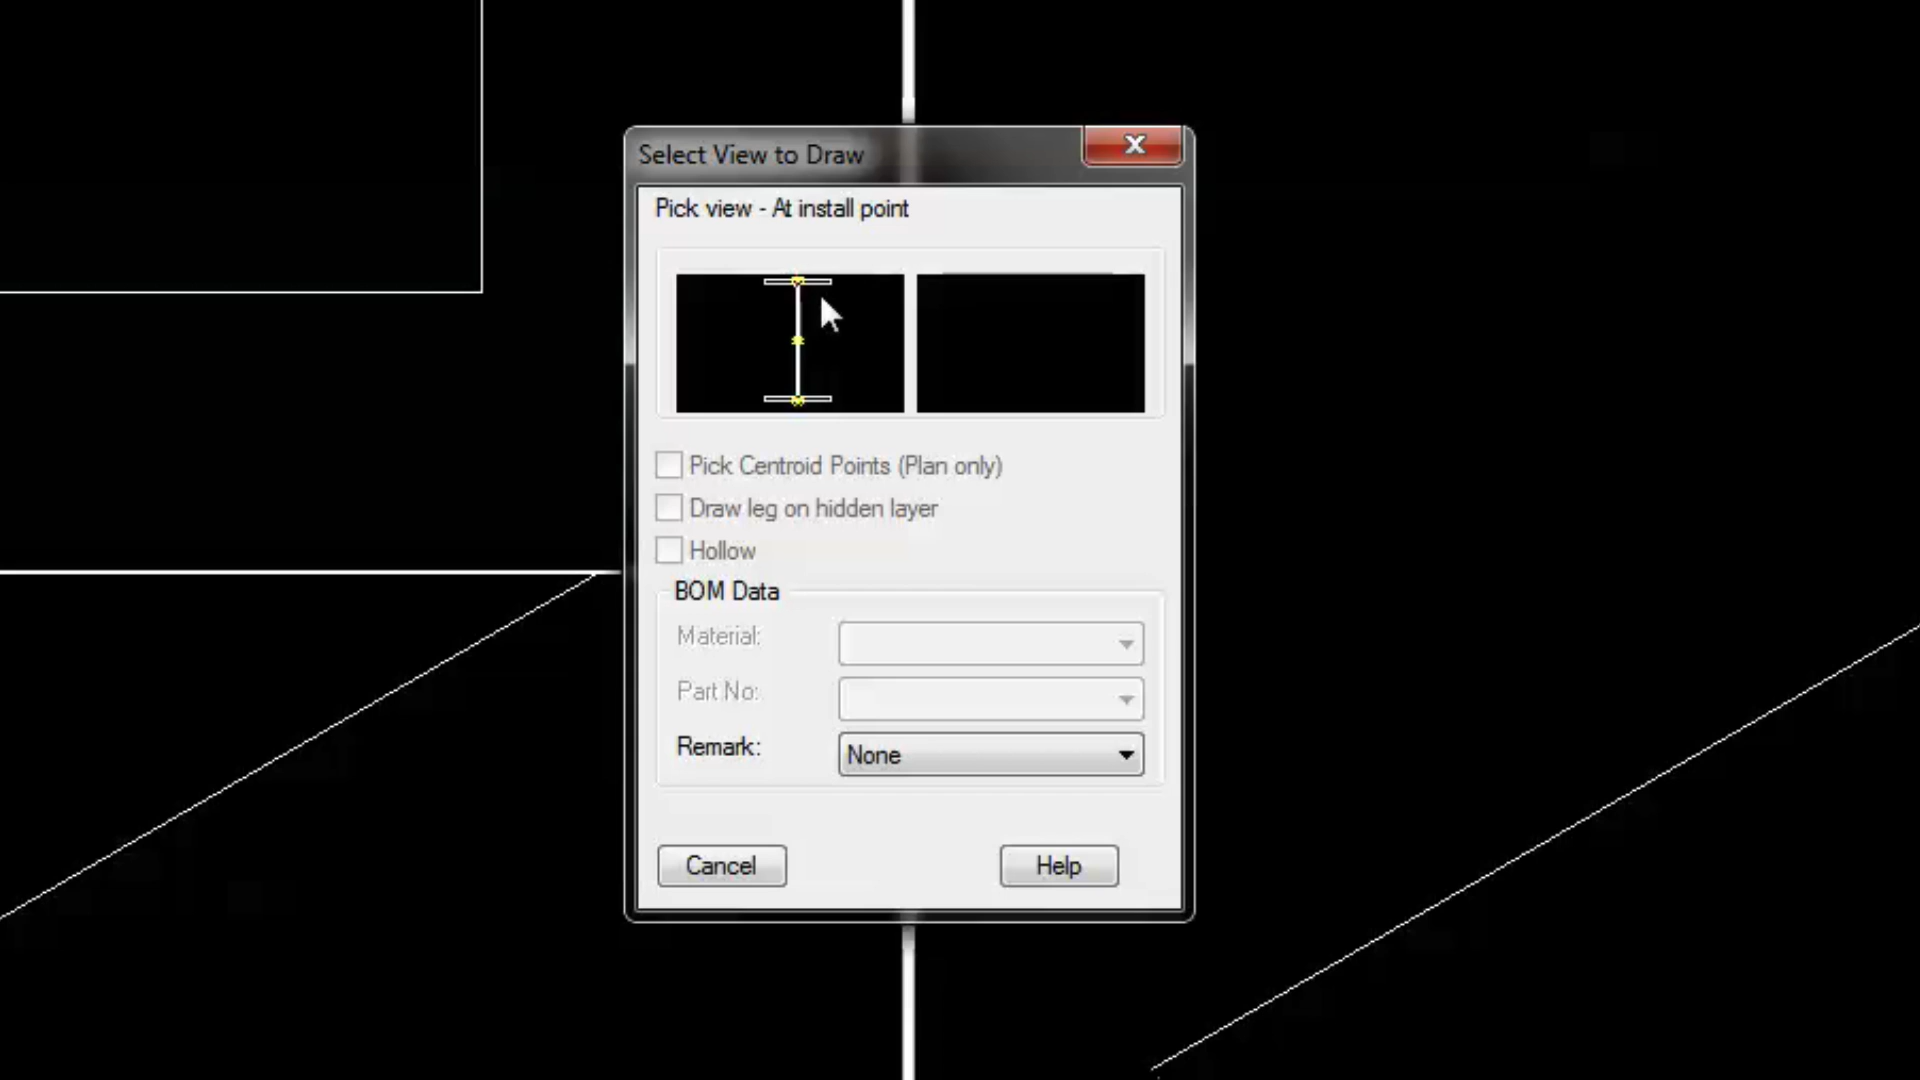 Select View to Draw
Pick view - At install point
Pick Centroid Points (Plan only)
Draw leg on hidden layer
Hollow
BOM Data
Material:
Part No:
Remark: None
Cancel Help